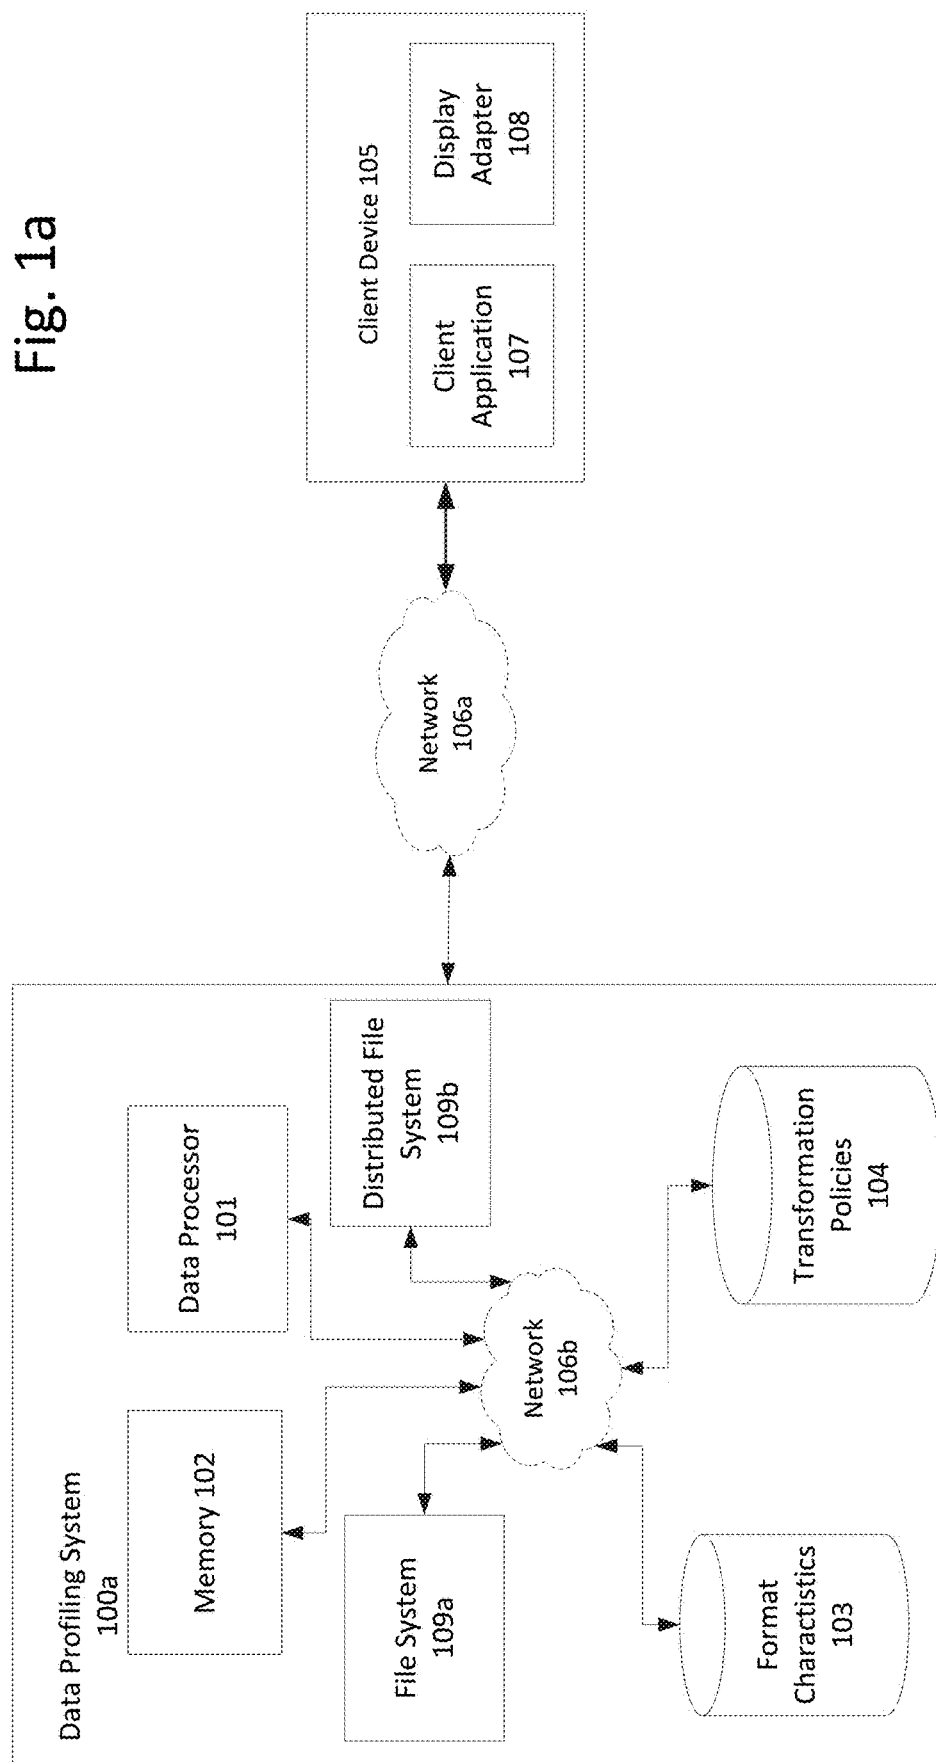 Fig. 1a
Data Profiling System
100a
Memory 102
Data Processor
101
File System
109a
Distributed File
System
109b
Network
106b
Format
Charactistics
103
Transformation
Policies
104
Network
106a
Client Device 105
Client
Application
107
Display
Adapter
108